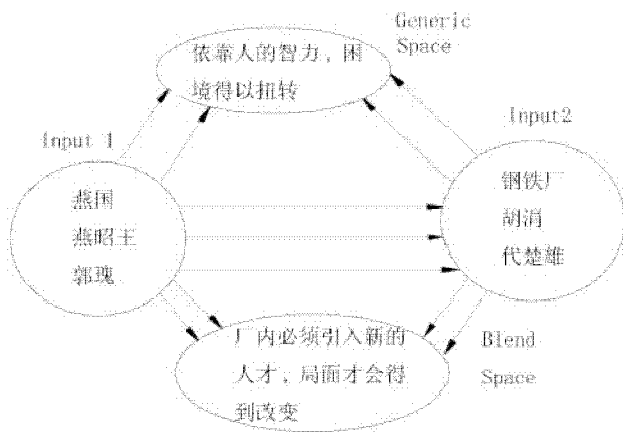 Generic
Space
依靠人的智力，困
境得以扭转
Input 1
Input2
燕国
燕昭王
郭瑰
钢铁厂
胡涓
代楚雄
厂内必须引入新的
人才，局面才会得
到改变
Blend
Space